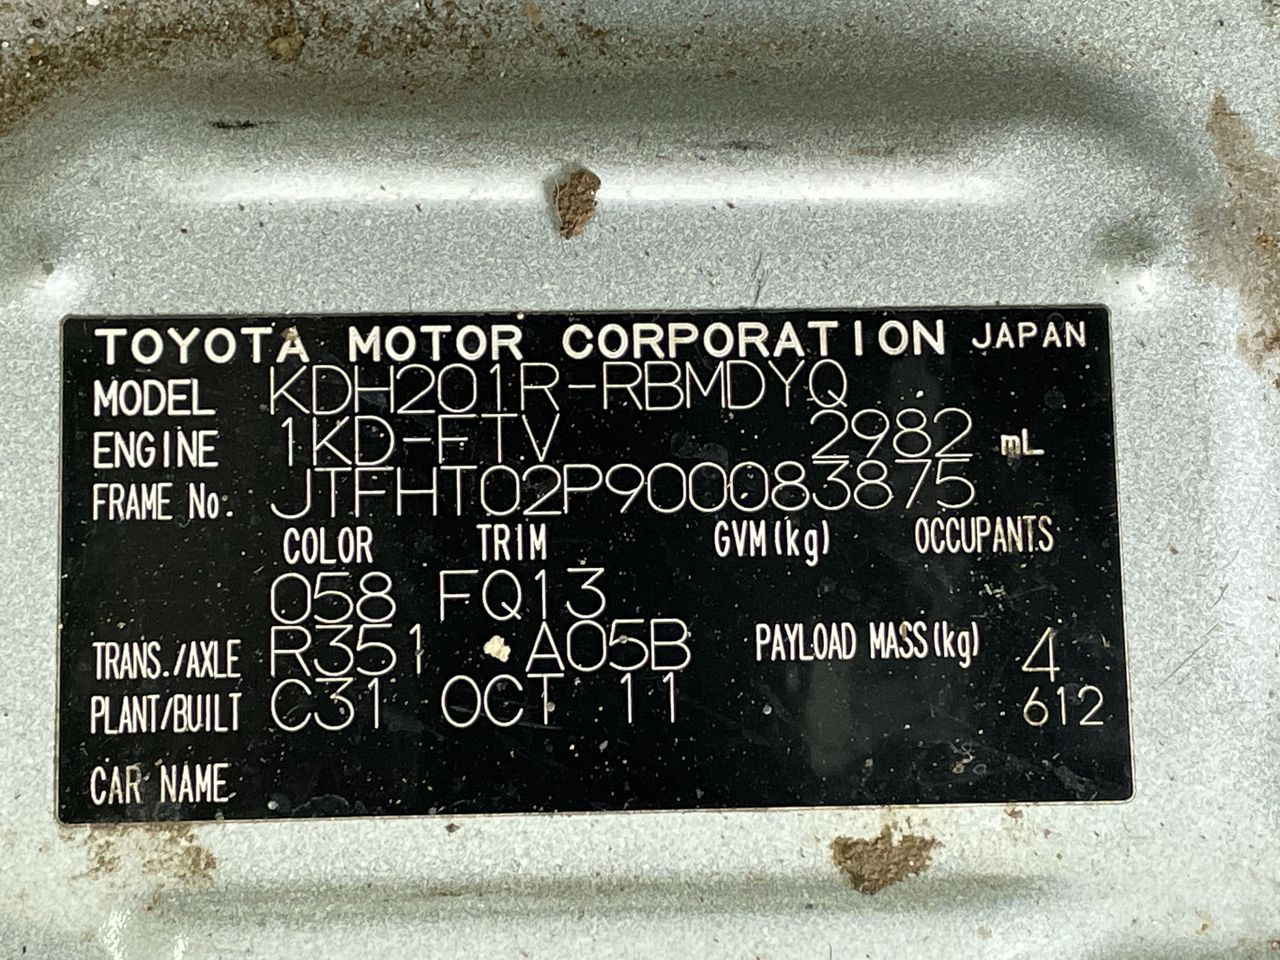 TOYOTA MOTOR CORPORATION JAPAN
MODEL KDH201R-RBMDYQ
ENGINE 1KD-FTV 2982 mL
FRAME No. JTFHT02P900083875
COLOR TRIM GVM(kg) OCCUPANTS
058 FQ13
TRANS./AXLE R351 A05B PAYLOAD MASS(kg) 4
PLANT/BUILT C31 OCT 11 612
CAR NAME